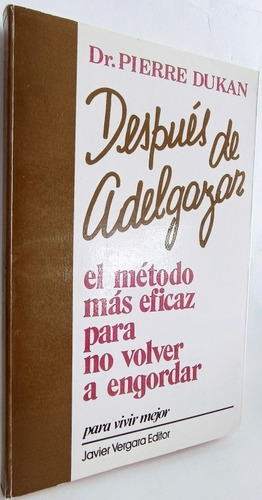 Dr. PIERRE DUKAN
Después de
adelgazar
el método
más eficaz
para
no volver
a engordar
para vivir mejor
Javier Vergara Editor